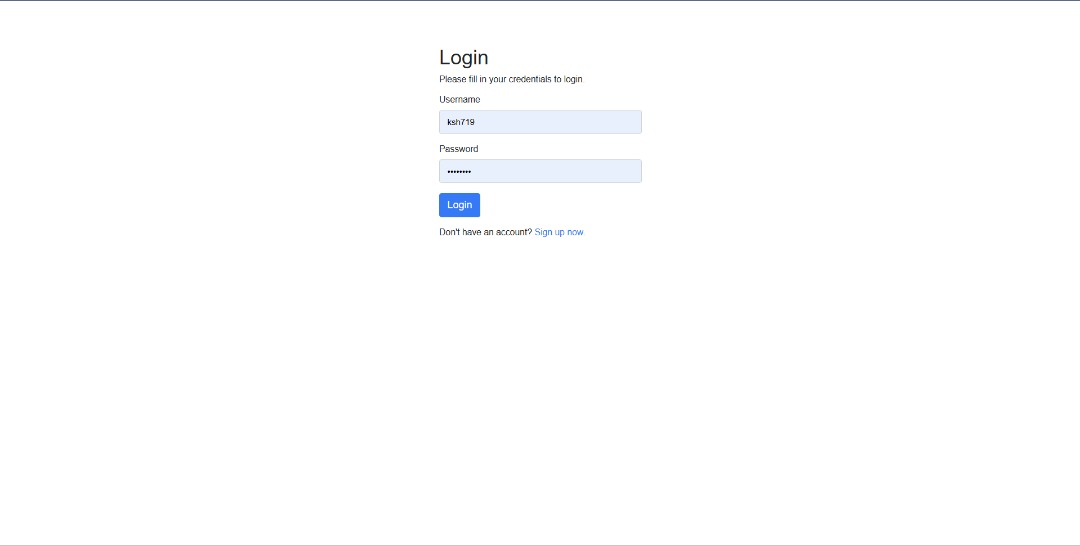 Login
Please fill in your credentials to login.
Username
ksh719
Password
••••••••
Login
Don't have an account? Sign up now.